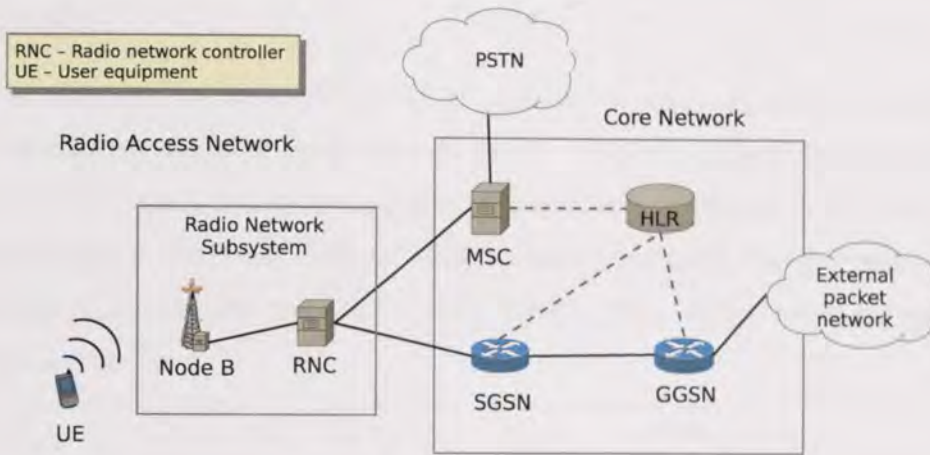 RNC – Radio network controller
UE – User equipment
PSTN
Radio Access Network
Core Network
Radio Network
Subsystem
HLR
MSC
External
packet
network
Node B
RNC
SGSN
GGSN
UE